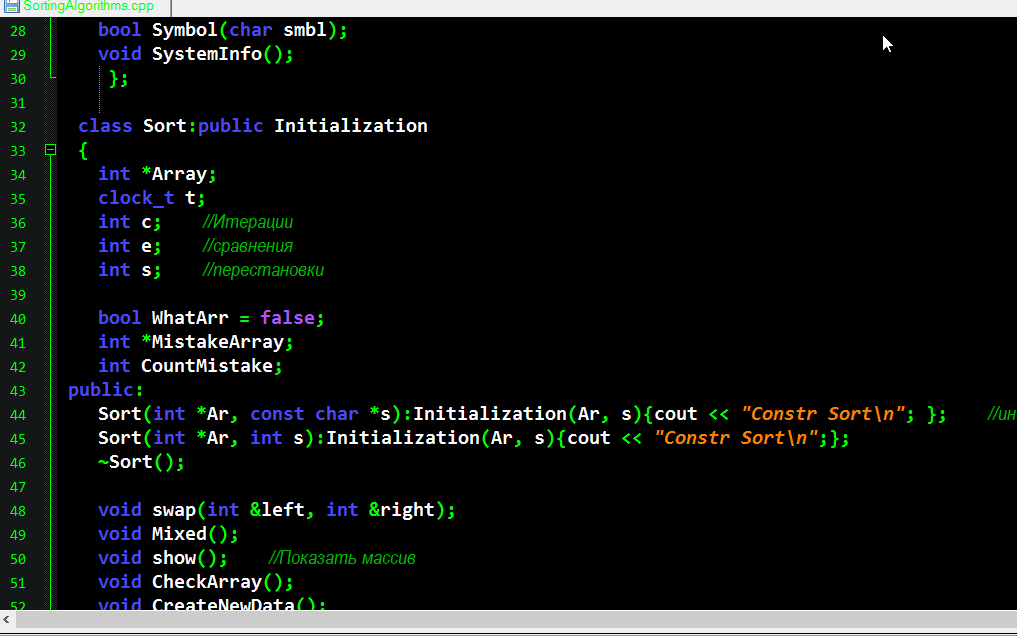 SortingAlgorithms.cpp
28 bool Symbol(char smbl);
29 void SystemInfo();
30 };
31
32 class Sort:public Initialization
33 {
34 int *Array;
35 clock_t t;
36 int c; //Итерации
37 int e; //сравнения
38 int s; //перестановки
39
40 bool WhatArr = false;
41 int *MistakeArray;
42 int CountMistake;
43 public:
44 Sort(int *Ar, const char *s):Initialization(Ar, s){cout << "Constr Sort\n"; }; //ин
45 Sort(int *Ar, int s):Initialization(Ar, s){cout << "Constr Sort\n";};
46 ~Sort();
47
48 void swap(int &left, int &right);
49 void Mixed();
50 void show(); //Показать массив
51 void CheckArray();
52 void CreateNewData();